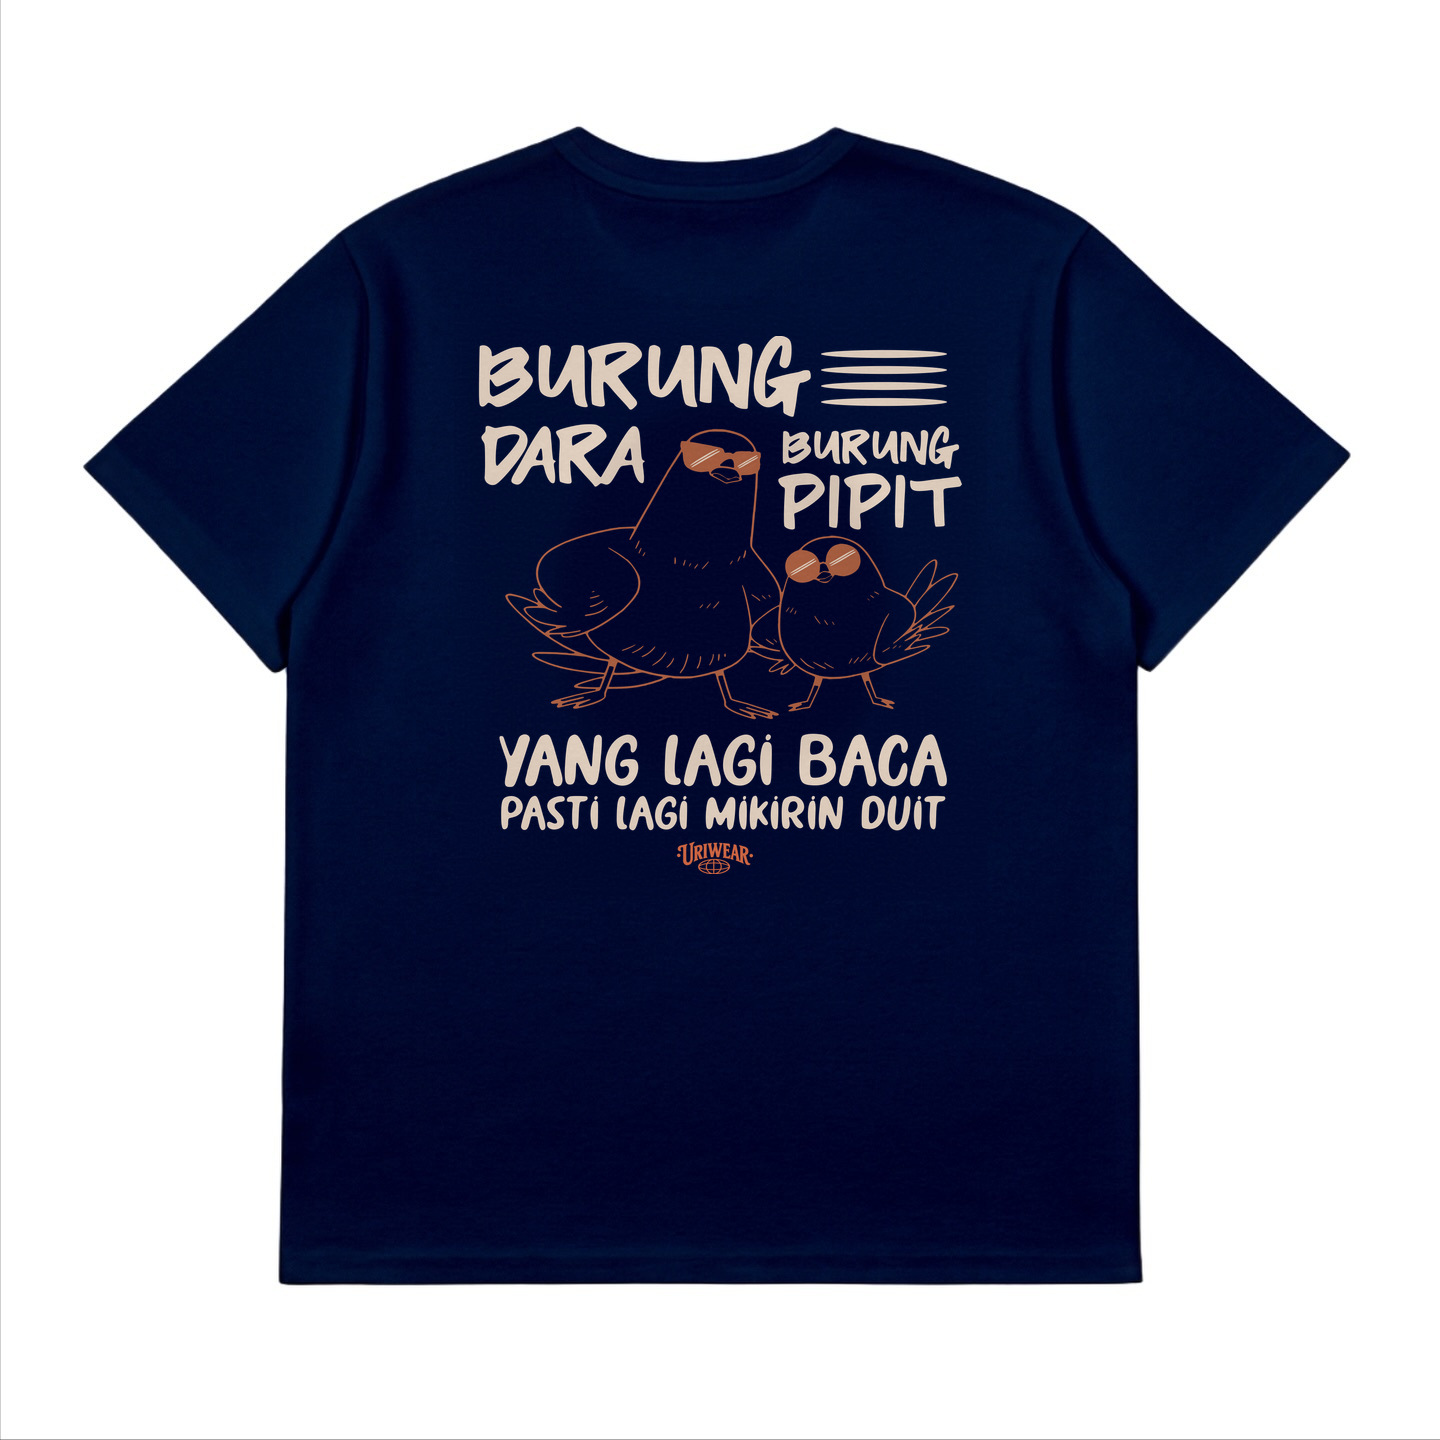 BURUNG
DARA
BURUNG
PIPIT
YANG LAGI BACA
PASTI LAGI MIKIRIN DUIT
URIWEAR